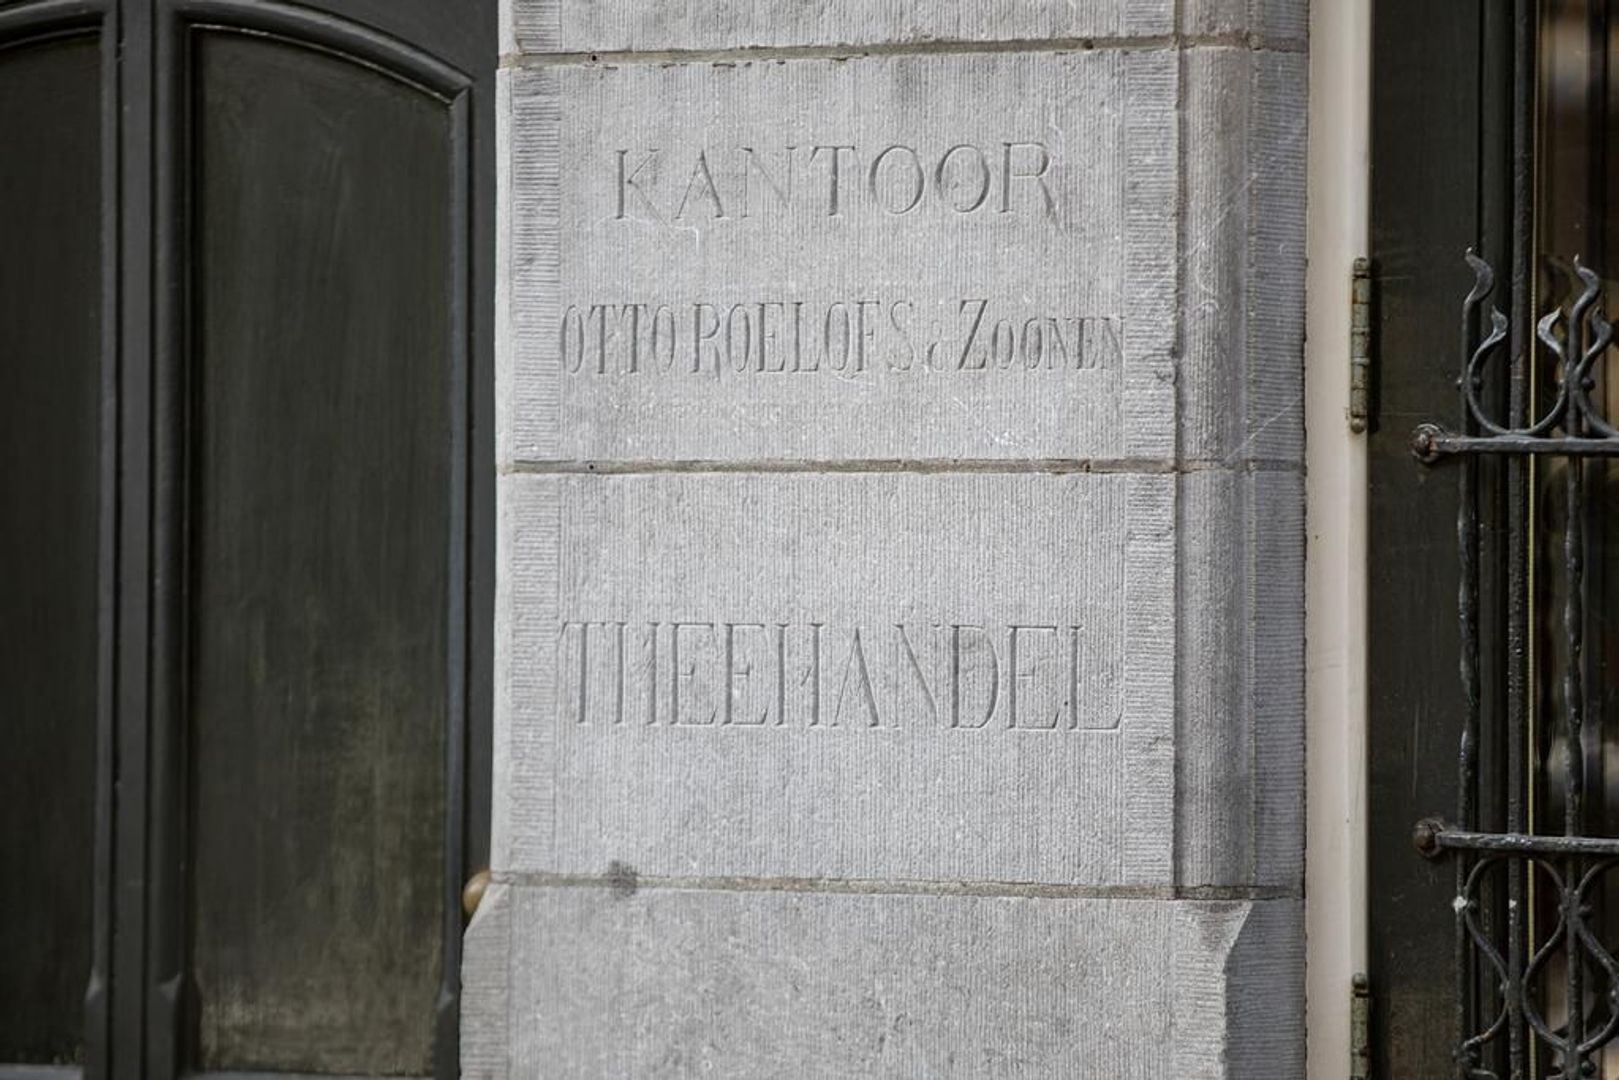 KANTOOR
OTTO ROELOFS & ZOONEN
THEEHANDEL